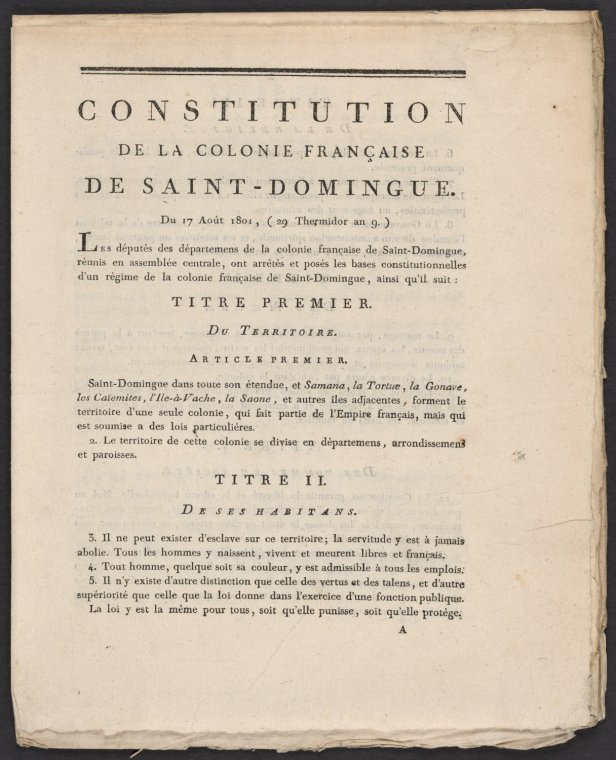 CONSTITUTION
DE LA COLONIE FRANÇAISE
DE SAINT-DOMINGUE.
Du 17 Août 1801, ( 29 Thermidor an 9. )
LES députés des départemens de la colonie française de Saint-Domingue,
réunis en assemblée centrale, ont arrêtés et posés les bases constitutionnelles
d'un régime de la colonie française de Saint-Domingue, ainsi qu'il suit :
TITRE PREMIER.
DU TERRITOIRE.
ARTICLE PREMIER.
Saint-Domingue dans toute son étendue, et Samana, la Tortue, la Gonave,
les Caïemites, l'Ile-à-Vache, la Saone, et autres îles adjacentes, forment le
territoire d'une seule colonie, qui fait partie de l'Empire français, mais qui
est soumise a des lois particulières.
2. Le territoire de cette colonie se divise en départemens, arrondissemens
et paroisses.
TITRE II.
DE SES HABITANS.
3. Il ne peut exister d'esclave sur ce territoire; la servitude y est à jamais
abolie. Tous les hommes y naissent, vivent et meurent libres et français.
4. Tout homme, quelque soit sa couleur, y est admissible à tous les emplois.
5. Il n'y existe d'autre distinction que celle des vertus et des talens, et d'autre
supériorité que celle que la loi donne dans l'exercice d'une fonction publique.
La loi y est la même pour tous, soit qu'elle punisse, soit qu'elle protège.
A